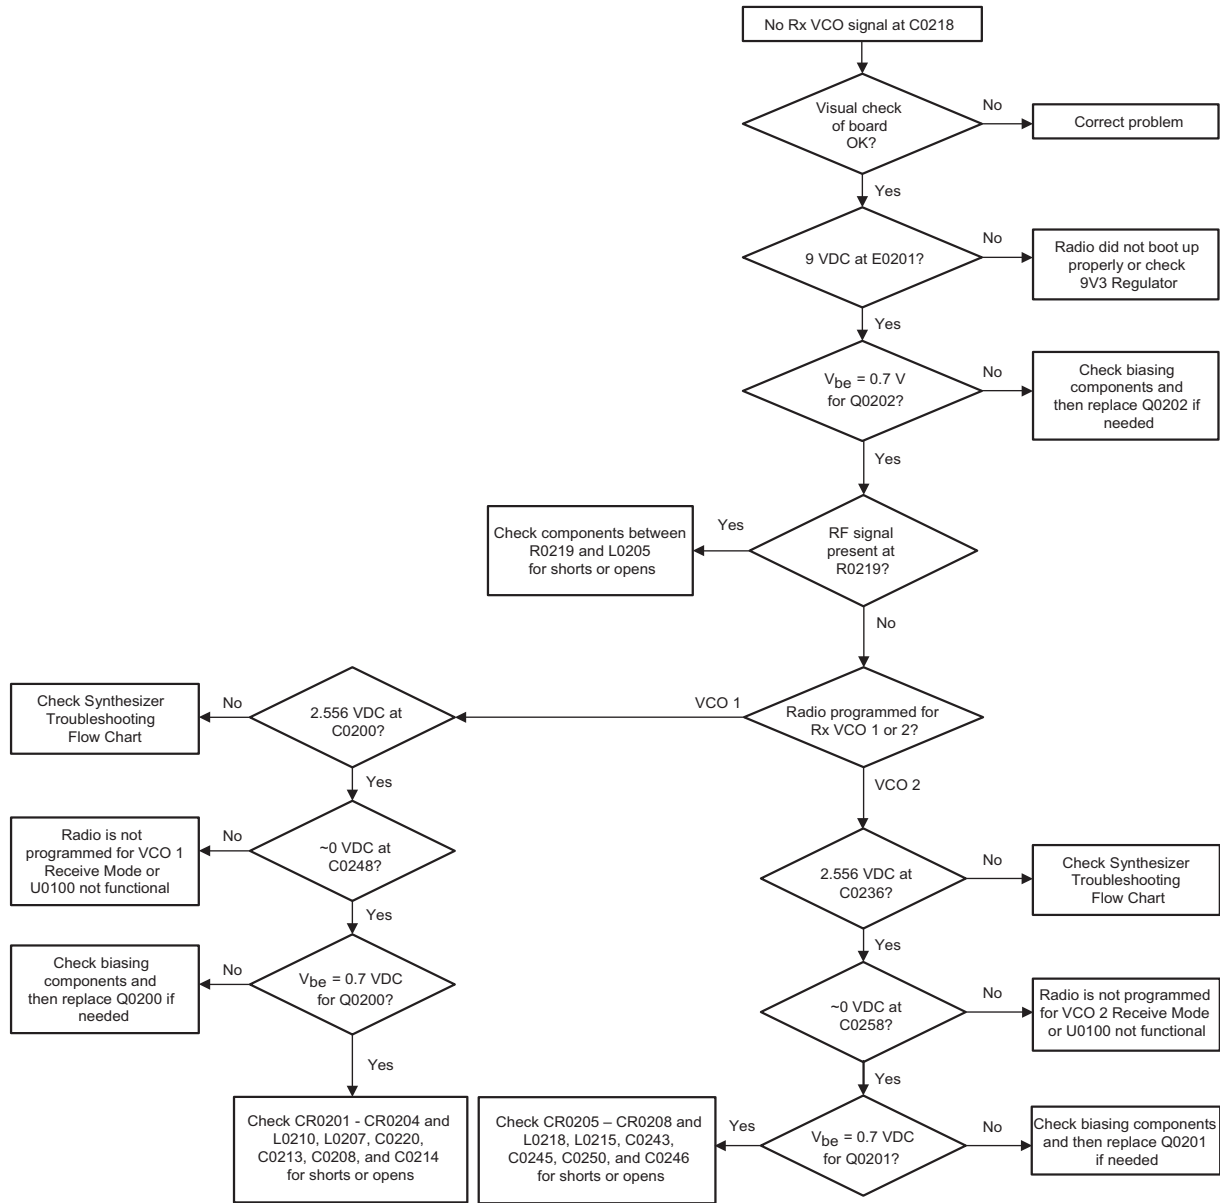 No Rx VCO signal at C0218
Visual check
of board
OK?
No
Correct problem
Yes
9 VDC at E0201?
No
Radio did not boot up
properly or check
9V3 Regulator
Yes
Vbe = 0.7 V
for Q0202?
No
Check biasing
components and
then replace Q0202 if
needed
Yes
RF signal
present at
R0219?
Yes
Check components between
R0219 and L0205
for shorts or opens
No
Radio programmed for
Rx VCO 1 or 2?
VCO 1
2.556 VDC at
C0200?
No
Check Synthesizer
Troubleshooting
Flow Chart
Yes
~0 VDC at
C0248?
No
Radio is not
programmed for VCO 1
Receive Mode or
U0100 not functional
Yes
Vbe = 0.7 VDC
for Q0200?
No
Check biasing
components and
then replace Q0200 if
needed
Yes
Check CR0201 - CR0204 and
L0210, L0207, C0220,
C0213, C0208, and C0214
for shorts or opens
VCO 2
2.556 VDC at
C0236?
No
Check Synthesizer
Troubleshooting
Flow Chart
Yes
~0 VDC at
C0258?
No
Radio is not programmed
for VCO 2 Receive Mode
or U0100 not functional
Yes
Vbe = 0.7 VDC
for Q0201?
No
Check biasing components
and then replace Q0201
if needed
Yes
Check CR0205 – CR0208 and
L0218, L0215, C0243,
C0245, C0250, and C0246
for shorts or opens